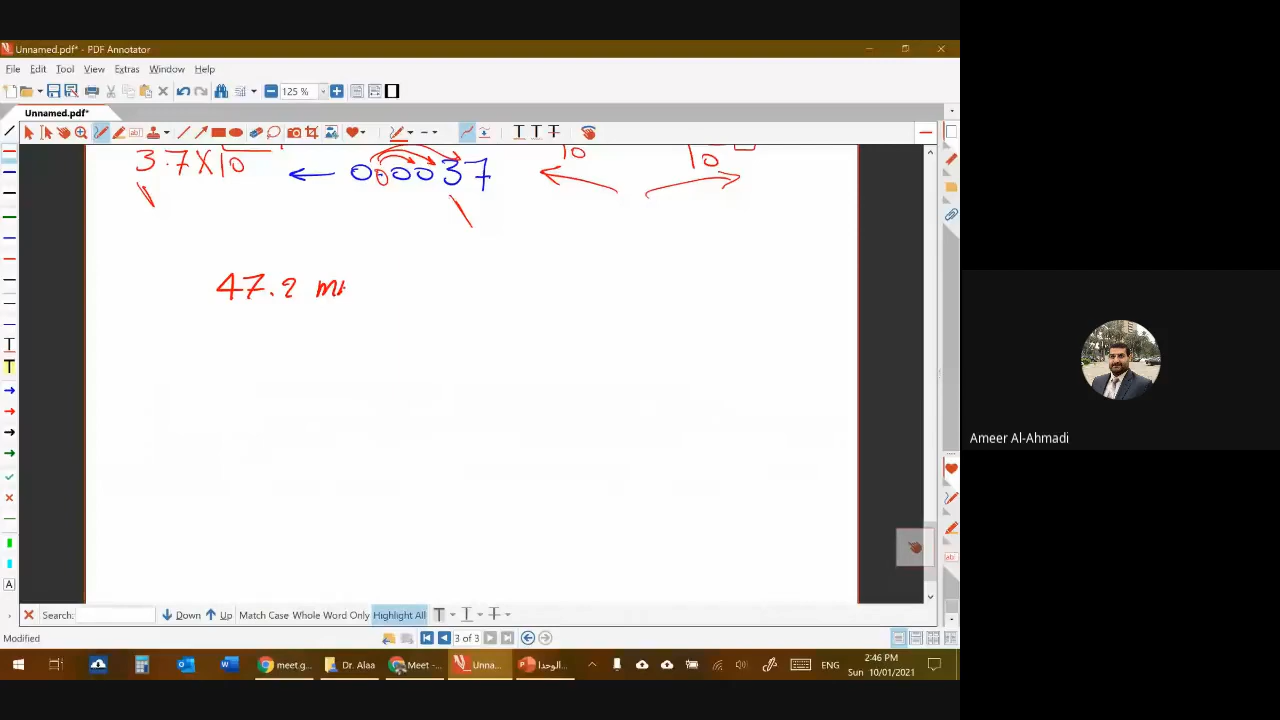 Unnamed.pdf* - PDF Annotator
File Edit Tool View Extras Window Help
125 %
Unnamed.pdf*
T T T
10 10
3.7X10 ← 0.00037
47.2
T
T
A
Search: Down Up Match Case Whole Word Only Highlight All T T T
Modified 3 of 3
meet.g... Dr. Alaa Meet -... Unna... الوحدا... ENG 2:46 PM
Sun 10/01/2021
Ameer Al-Ahmadi